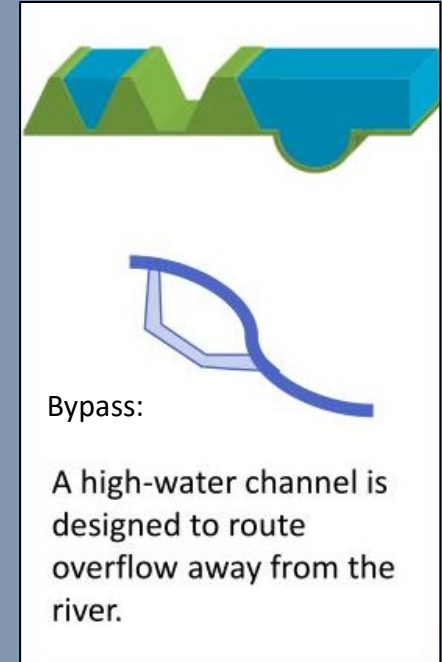 Bypass:
A high-water channel is
designed to route
overflow away from the
river.